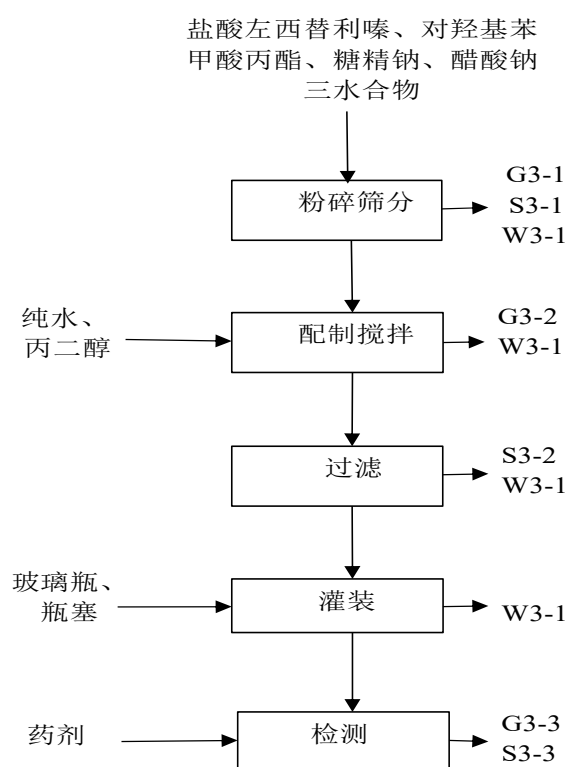 盐酸左西替利嗪、对羟基苯
甲酸丙酯、糖精钠、醋酸钠
三水合物
粉碎筛分
G3-1
S3-1
W3-1
纯水、
丙二醇
配制搅拌
G3-2
W3-1
过滤
S3-2
W3-1
玻璃瓶、
瓶塞
灌装
W3-1
药剂
检测
G3-3
S3-3